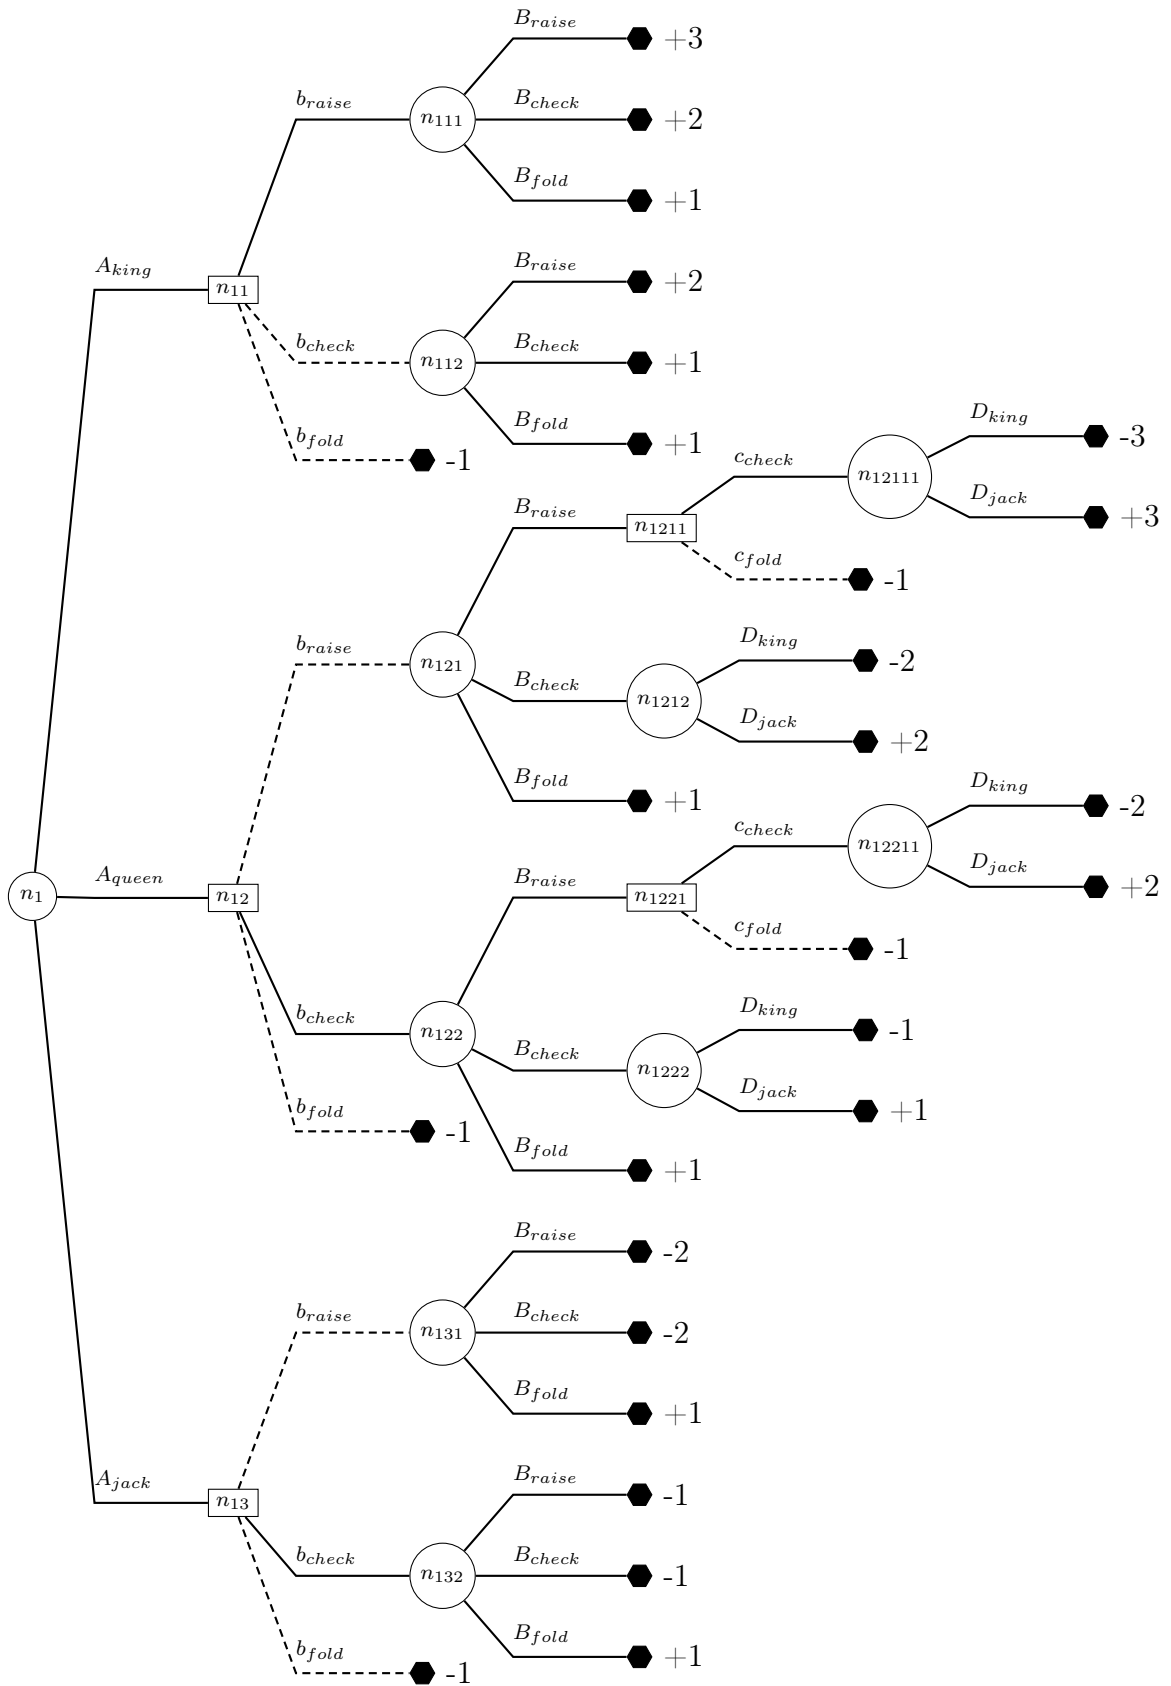 B_raise
+3
b_raise
n_111
B_check
+2
B_fold
+1
A_king
n_11
B_raise
+2
b_check
n_112
B_check
+1
b_fold
-1
B_fold
+1
B_raise
n_1211
c_check
n_12111
D_king
-3
D_jack
+3
c_fold
-1
b_raise
n_121
B_check
n_1212
D_king
-2
D_jack
+2
B_fold
+1
n_1
A_queen
n_12
B_raise
n_1221
c_check
n_12211
D_king
-2
D_jack
+2
c_fold
-1
b_check
n_122
B_check
n_1222
D_king
-1
D_jack
+1
b_fold
-1
B_fold
+1
B_raise
-2
b_raise
n_131
B_check
-2
B_fold
+1
A_jack
n_13
B_raise
-1
b_check
n_132
B_check
-1
b_fold
-1
B_fold
+1